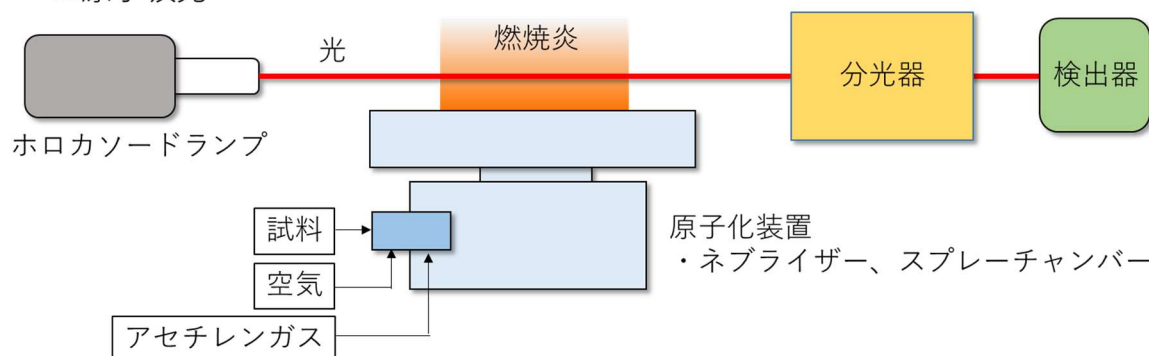 光
燃焼炎
分光器
検出器
ホロカソードランプ
試料
空気
アセチレンガス
原子化装置
・ネブライザー、スプレーチャンバー